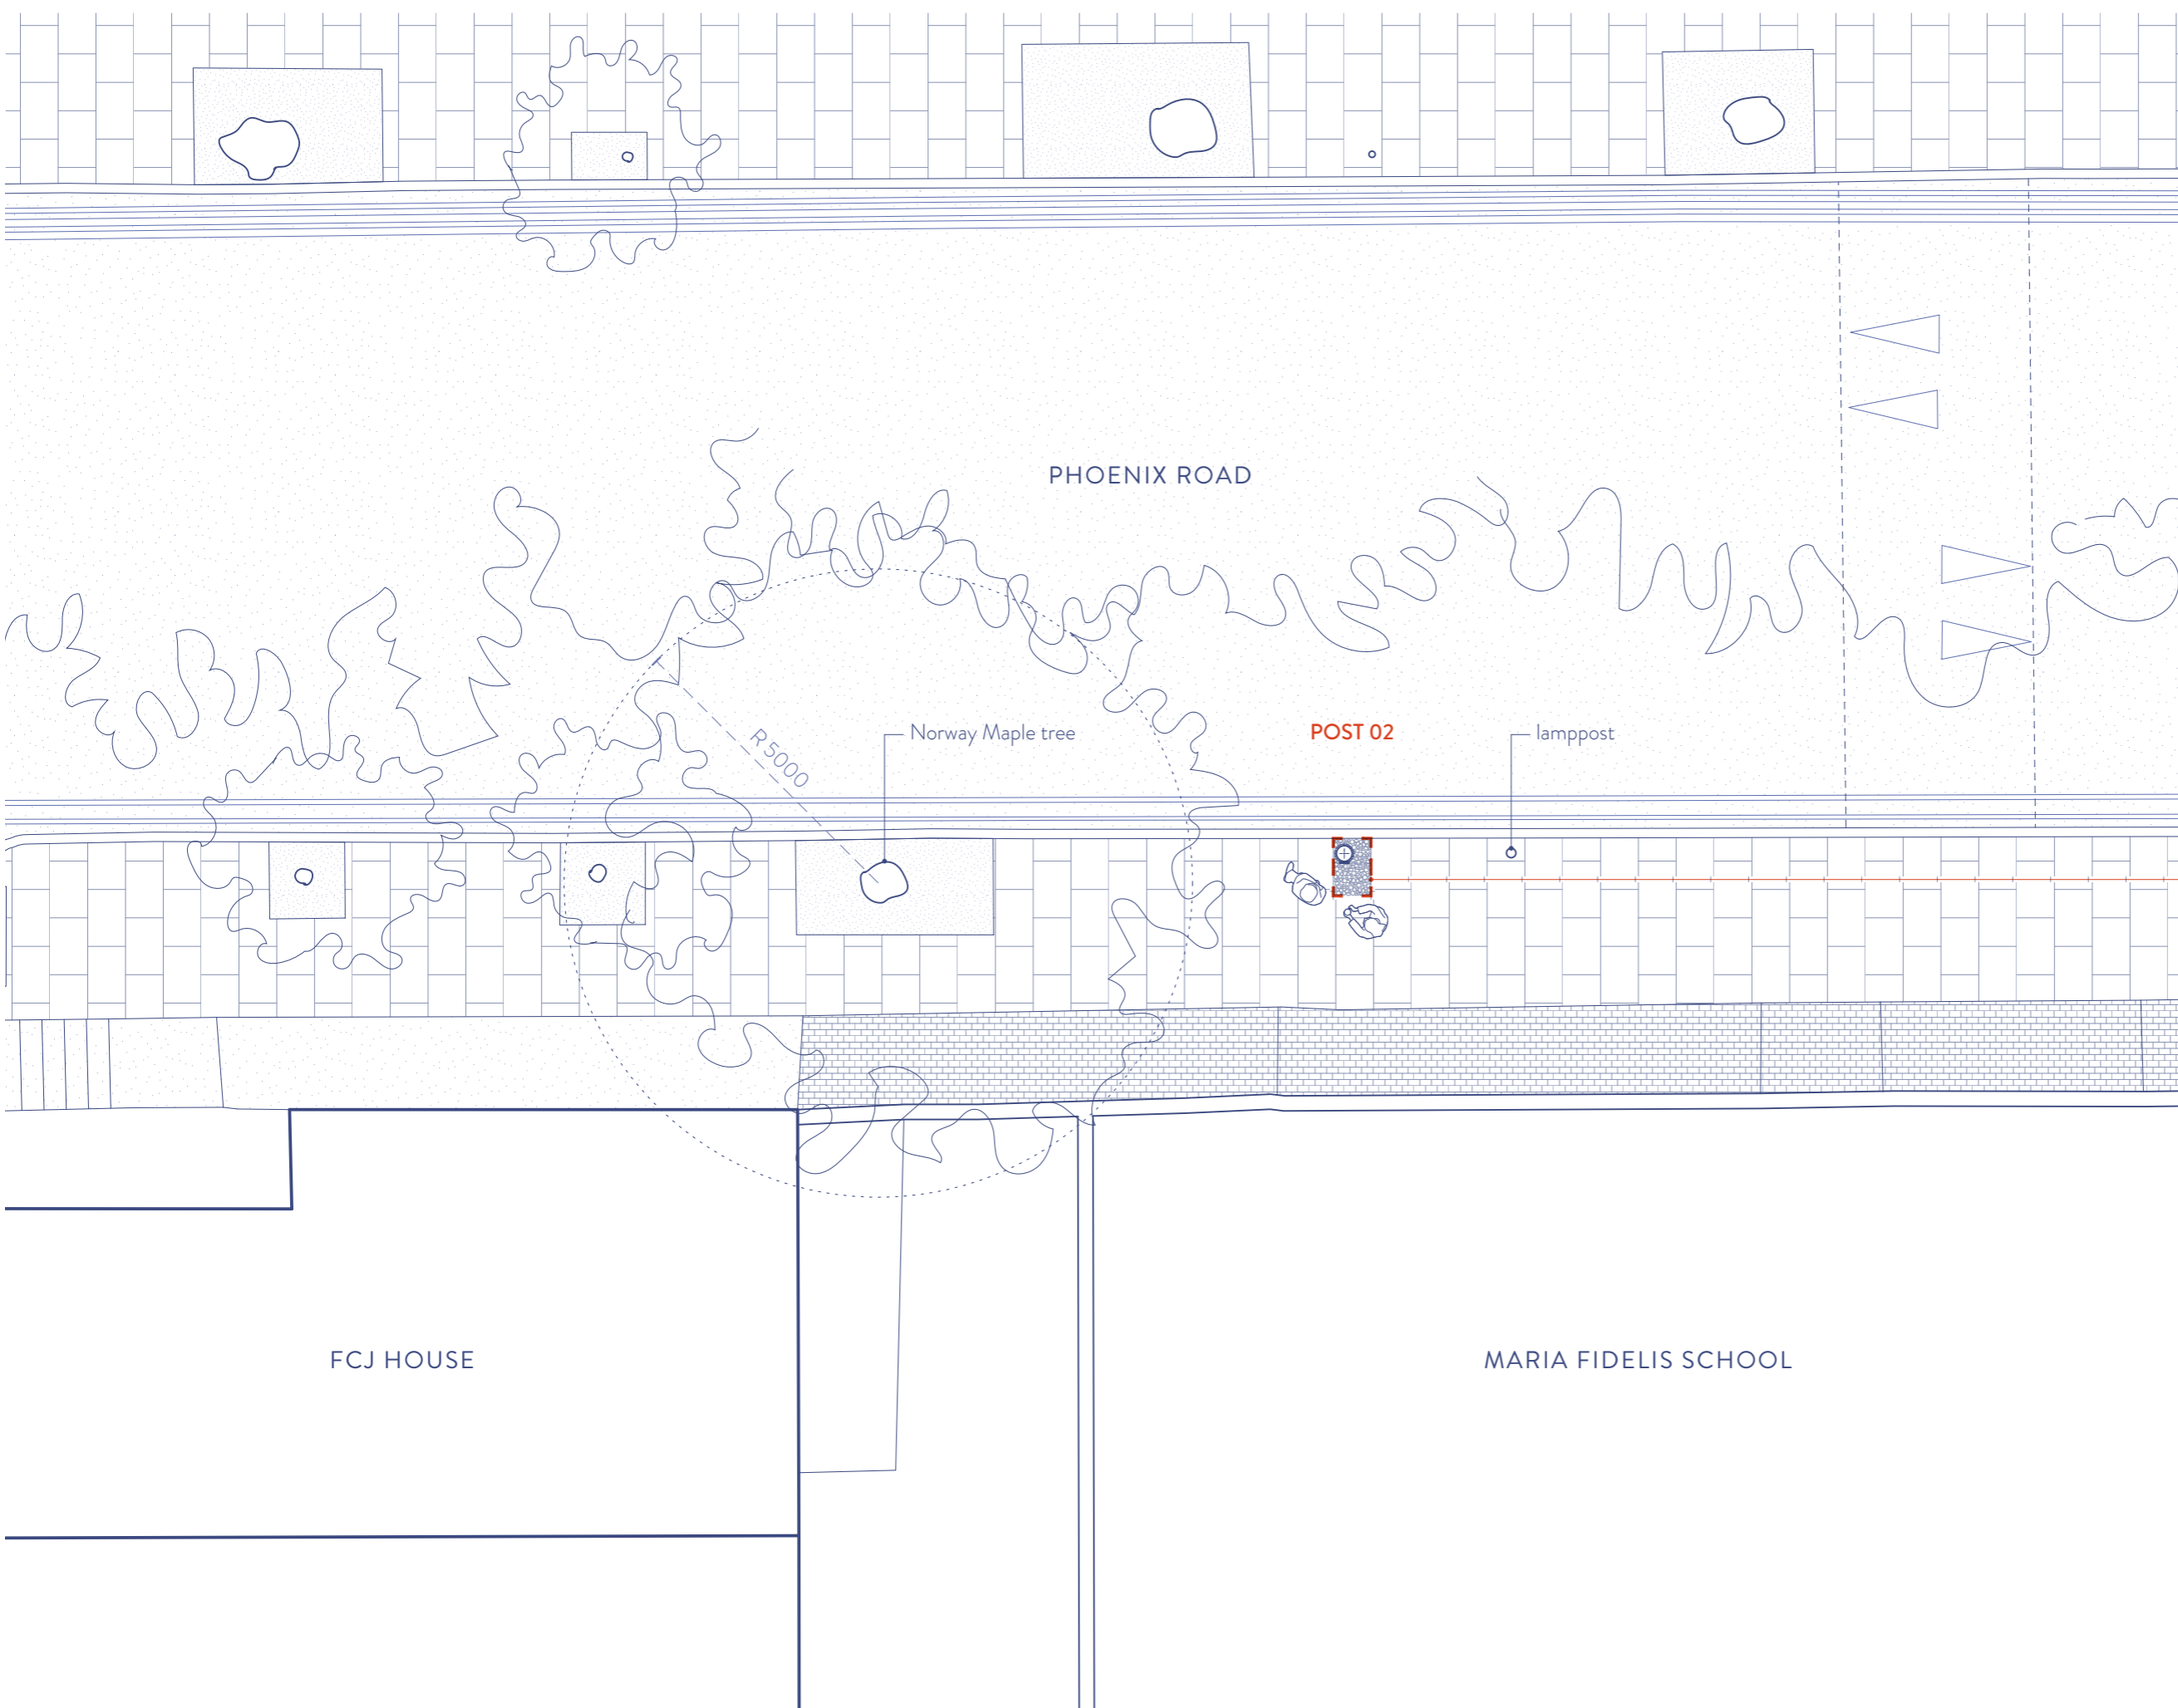 PHOENIX ROAD
Norway Maple tree
POST 02
lamppost
R5000
FCJ HOUSE
MARIA FIDELIS SCHOOL